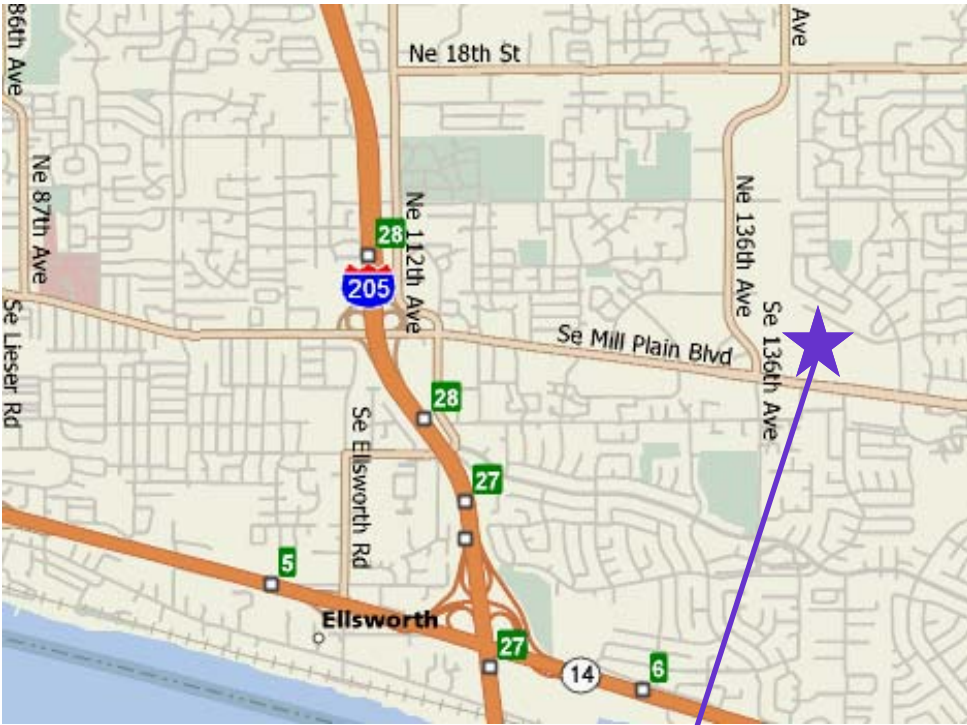 86th Ave
Ave
Ne 18th St
Ne 87th Ave
Ne 112th Ave
Ne 136th Ave
28
205
Se Lieser Rd
Se Mill Plain Blvd
Se 136th Ave
28
Se Ellsworth Rd
27
5
Ellsworth
27
14
6